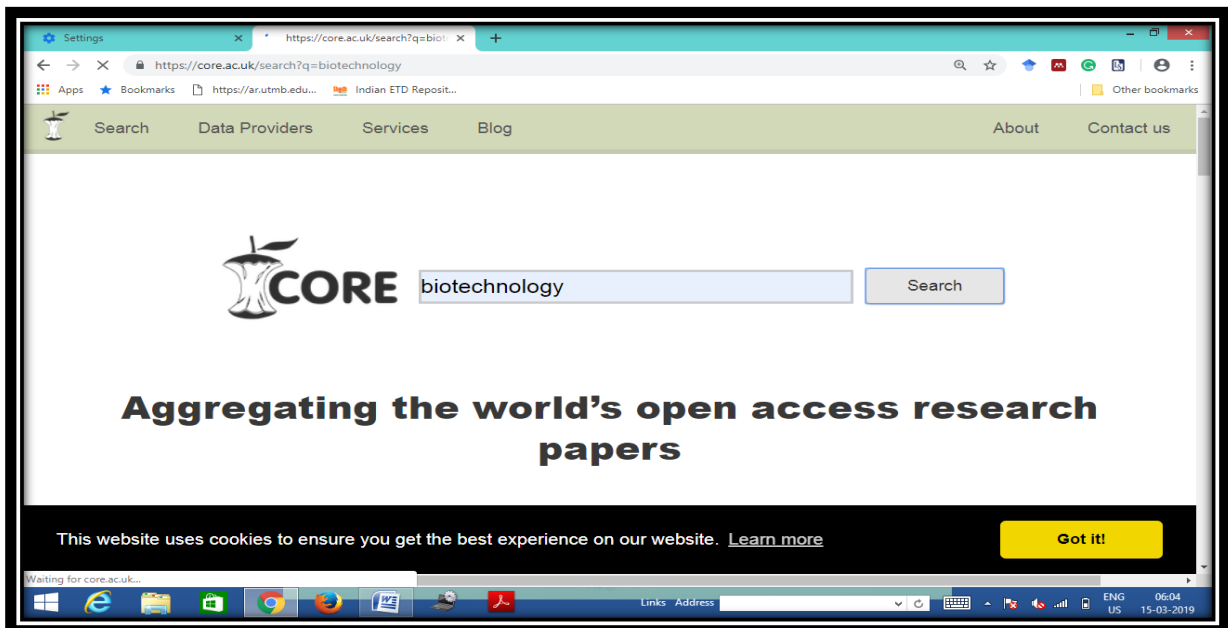 Settings https://core.ac.uk/search?q=biot
https://core.ac.uk/search?q=biotechnology
Apps Bookmarks https://ar.utmb.edu... Indian ETD Reposit... Other bookmarks
Search Data Providers Services Blog About Contact us
CORE biotechnology Search
Aggregating the world's open access research
papers
This website uses cookies to ensure you get the best experience on our website. Learn more Got it!
Waiting for core.ac.uk...
Links Address ENG 06:04
US 15-03-2019